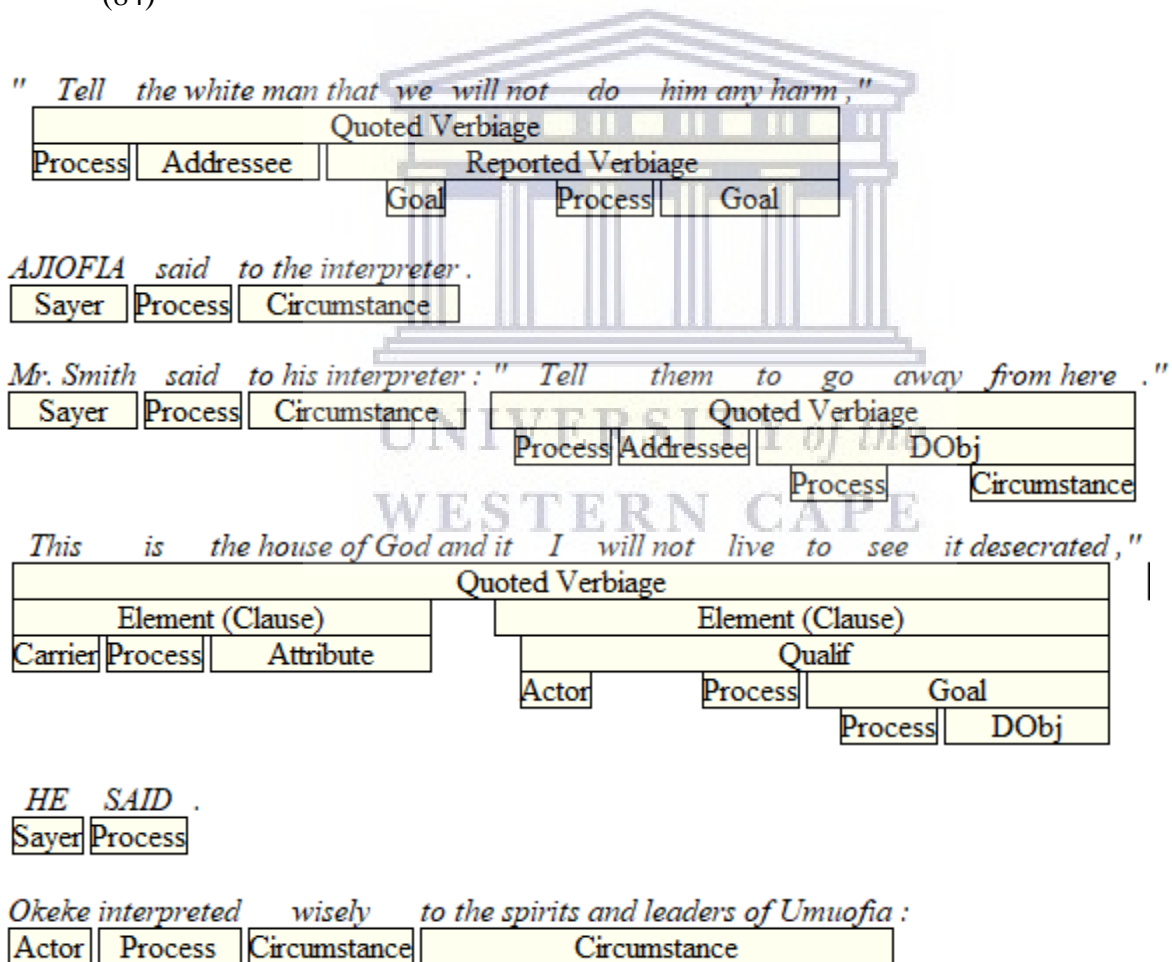 " Tell the white man that we will not do him any harm ,"
Quoted Verbiage
Process Addressee Reported Verbiage
Goal Process Goal
AJIOFIA said to the interpreter .
Sayer Process Circumstance
Mr. Smith said to his interpreter : " Tell them to go away from here ."
Sayer Process Circumstance Quoted Verbiage
Process Addressee DObj
Process Circumstance
UNIVERSITY of the
WESTERN CAPE
This is the house of God and it I will not live to see it desecrated ,"
Quoted Verbiage
Element (Clause) Element (Clause)
Carrier Process Attribute Qualif
Actor Process Goal
Process DObj
HE SAID .
Sayer Process
Okeke interpreted wisely to the spirits and leaders of Umuofia :
Actor Process Circumstance Circumstance